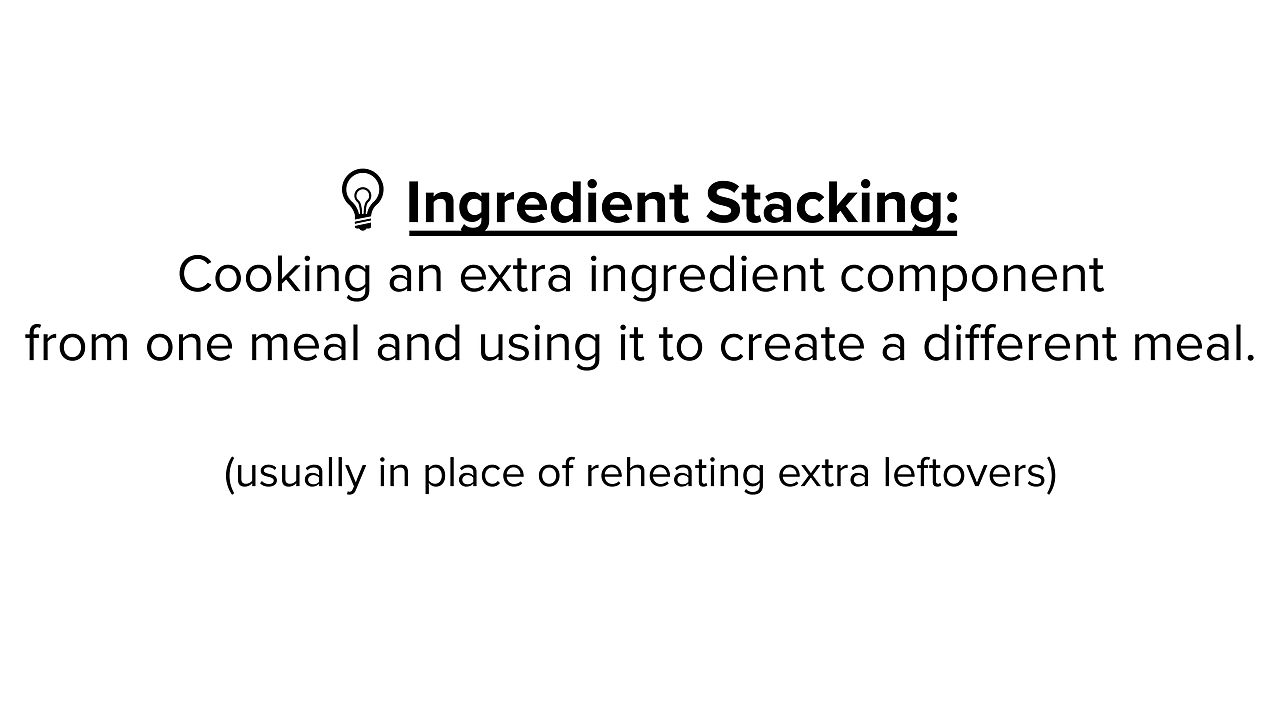 Ingredient Stacking:
Cooking an extra ingredient component
from one meal and using it to create a different meal.
(usually in place of reheating extra leftovers)